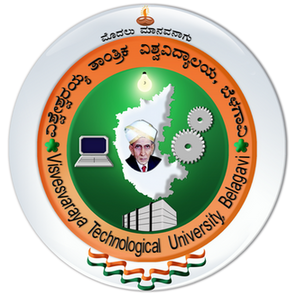 ಮೊದಲು ಮಾನವನಾಗು
ವಿಶ್ವೇಶ್ವರಯ್ಯ ತಾಂತ್ರಿಕ ವಿಶ್ವವಿದ್ಯಾಲಯ, ಬೆಳಗಾವಿ
Visvesvaraya Technological University, Belagavi